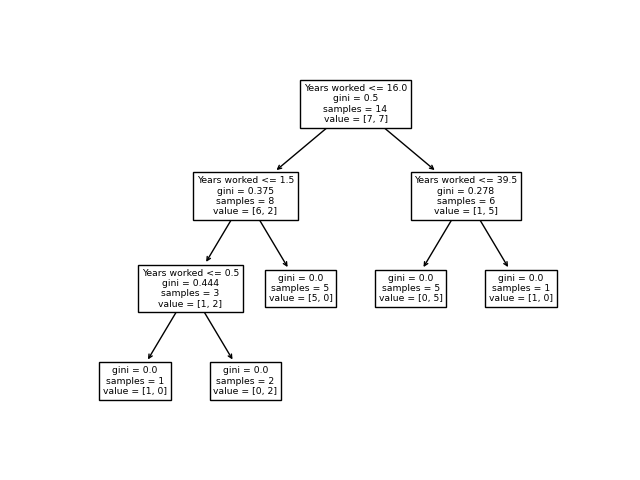 Years worked <= 16.0
gini = 0.5
samples = 14
value = [7, 7]
Years worked <= 1.5
gini = 0.375
samples = 8
value = [6, 2]
Years worked <= 39.5
gini = 0.278
samples = 6
value = [1, 5]
Years worked <= 0.5
gini = 0.444
samples = 3
value = [1, 2]
gini = 0.0
samples = 5
value = [5, 0]
gini = 0.0
samples = 5
value = [0, 5]
gini = 0.0
samples = 1
value = [1, 0]
gini = 0.0
samples = 1
value = [1, 0]
gini = 0.0
samples = 2
value = [0, 2]